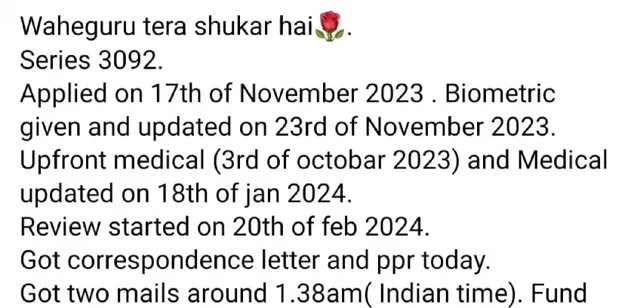 Waheguru tera shukar hai🌹.
Series 3092.
Applied on 17th of November 2023 . Biometric
given and updated on 23rd of November 2023.
Upfront medical (3rd of octobar 2023) and Medical
updated on 18th of jan 2024.
Review started on 20th of feb 2024.
Got correspondence letter and ppr today.
Got two mails around 1.38am( Indian time). Fund